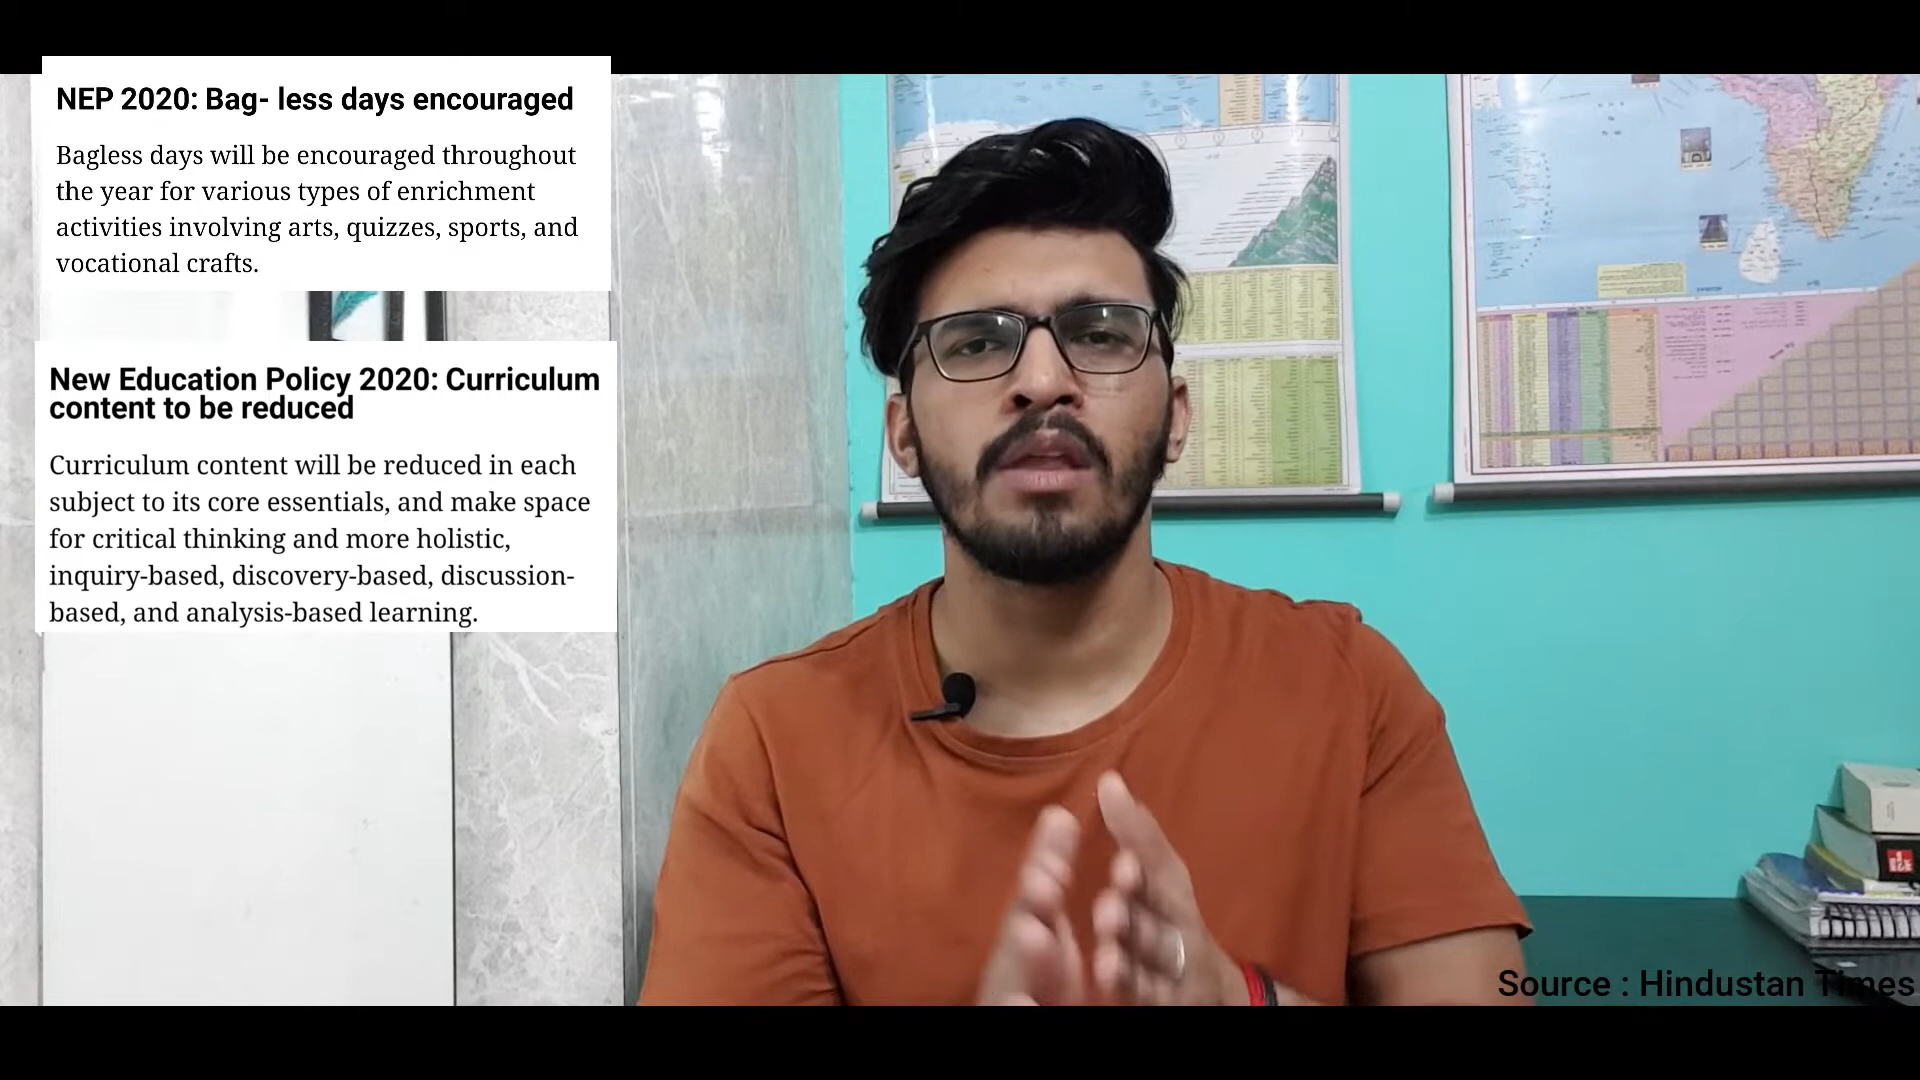 NEP 2020: Bag- less days encouraged
Bagless days will be encouraged throughout
the year for various types of enrichment
activities involving arts, quizzes, sports, and
vocational crafts.
New Education Policy 2020: Curriculum
content to be reduced
Curriculum content will be reduced in each
subject to its core essentials, and make space
for critical thinking and more holistic,
inquiry-based, discovery-based, discussion-
based, and analysis-based learning.
Source : Hindustan Times